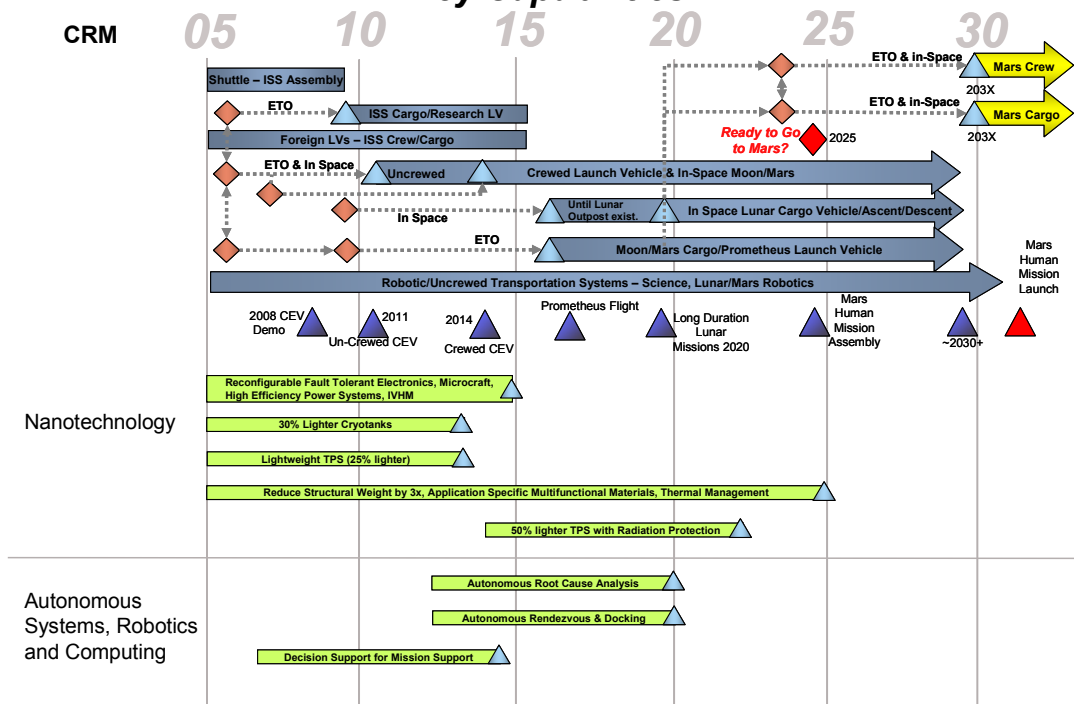 CRM
05 10 15 20 25 30
Shuttle – ISS Assembly
ETO & in-Space
Mars Crew
203X
ETO
ISS Cargo/Research LV
ETO & in-Space
Mars Cargo
203X
Foreign LVs – ISS Crew/Cargo
Ready to Go
to Mars?
2025
ETO & In Space
Uncrewed
Crewed Launch Vehicle & In-Space Moon/Mars
In Space
Until Lunar
Outpost exist.
In Space Lunar Cargo Vehicle/Ascent/Descent
ETO
Moon/Mars Cargo/Prometheus Launch Vehicle
Robotic/Uncrewed Transportation Systems – Science, Lunar/Mars Robotics
Mars
Human
Mission
Launch
2008 CEV
Demo
2011
Un-Crewed CEV
2014
Crewed CEV
Prometheus Flight
Long Duration
Lunar
Missions 2020
Mars
Human
Mission
Assembly
~2030+
Nanotechnology
Reconfigurable Fault Tolerant Electronics, Microcraft,
High Efficiency Power Systems, IVHM
30% Lighter Cryotanks
Lightweight TPS (25% lighter)
Reduce Structural Weight by 3x, Application Specific Multifunctional Materials, Thermal Management
50% lighter TPS with Radiation Protection
Autonomous
Systems, Robotics
and Computing
Autonomous Root Cause Analysis
Autonomous Rendezvous & Docking
Decision Support for Mission Support